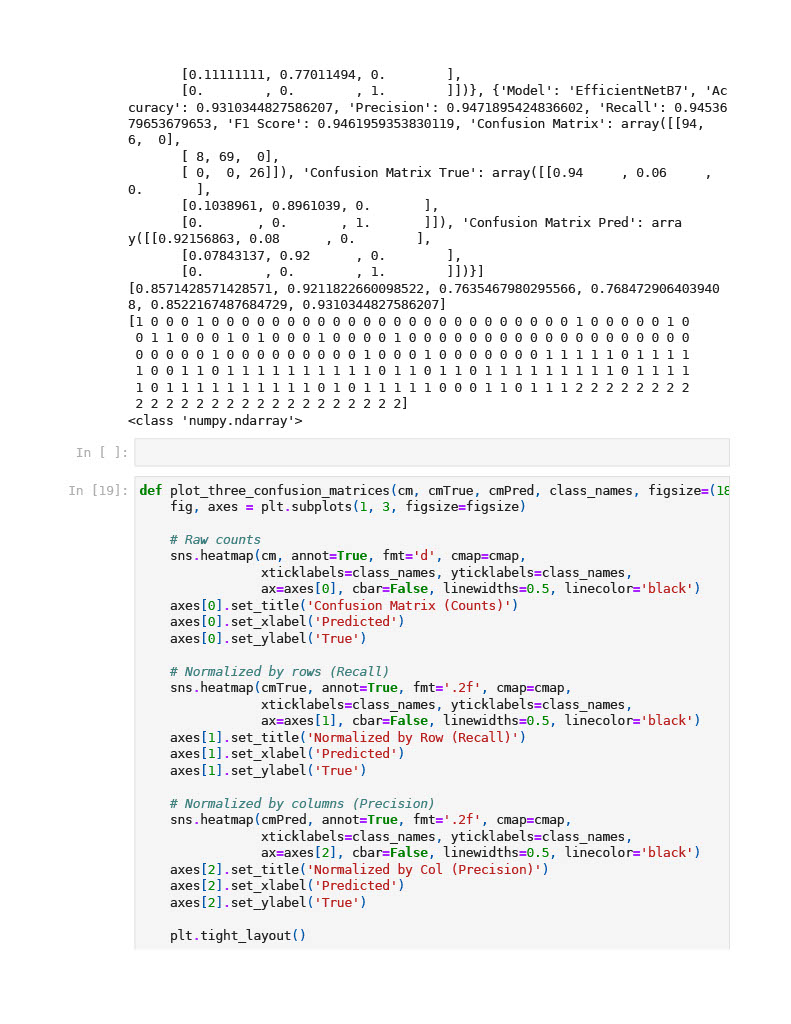 [0.11111111, 0.77011494, 0.        ],
[0.        , 0.        , 1.        ]])}, {'Model': 'EfficientNetB7', 'Ac
curacy': 0.9310344827586207, 'Precision': 0.9471895424836602, 'Recall': 0.94536
79653679653, 'F1 Score': 0.9461959353830119, 'Confusion Matrix': array([[94,
6,  0],
[ 8, 69,  0],
[ 0,  0, 26]]), 'Confusion Matrix True': array([[0.94     , 0.06     ,
0.       ],
[0.1038961, 0.8961039, 0.       ],
[0.       , 0.       , 1.       ]]), 'Confusion Matrix Pred': arra
y([[0.92156863, 0.08      , 0.        ],
[0.07843137, 0.92      , 0.        ],
[0.        , 0.        , 1.        ]])}]
[0.8571428571428571, 0.9211822660098522, 0.7635467980295566, 0.768472906403940
8, 0.8522167487684729, 0.9310344827586207]
[1 0 0 0 1 0 0 0 0 0 0 0 0 0 0 0 0 0 0 0 0 0 0 0 0 0 0 0 0 1 0 0 0 0 0 1 0
0 1 1 0 0 0 1 0 1 0 0 0 1 0 0 0 0 1 0 0 0 0 0 0 0 0 0 0 0 0 0 0 0 0 0 0 0
0 0 0 0 0 1 0 0 0 0 0 0 0 0 0 1 0 0 0 1 0 0 0 0 0 0 0 1 1 1 1 1 0 1 1 1 1
1 0 0 1 1 0 1 1 1 1 1 1 1 1 1 1 0 1 1 0 1 1 0 1 1 1 1 1 1 1 1 1 0 1 1 1 1
1 0 1 1 1 1 1 1 1 1 1 1 0 1 0 1 1 1 1 1 0 0 0 1 1 0 1 1 1 2 2 2 2 2 2 2 2
2 2 2 2 2 2 2 2 2 2 2 2 2 2 2 2 2 2]
<class 'numpy.ndarray'>
In [ ]:
In [19]: def plot_three_confusion_matrices(cm, cmTrue, cmPred, class_names, figsize=(18
fig, axes = plt.subplots(1, 3, figsize=figsize)
# Raw counts
sns.heatmap(cm, annot=True, fmt='d', cmap=cmap,
xticklabels=class_names, yticklabels=class_names,
ax=axes[0], cbar=False, linewidths=0.5, linecolor='black')
axes[0].set_title('Confusion Matrix (Counts)')
axes[0].set_xlabel('Predicted')
axes[0].set_ylabel('True')
# Normalized by rows (Recall)
sns.heatmap(cmTrue, annot=True, fmt='.2f', cmap=cmap,
xticklabels=class_names, yticklabels=class_names,
ax=axes[1], cbar=False, linewidths=0.5, linecolor='black')
axes[1].set_title('Normalized by Row (Recall)')
axes[1].set_xlabel('Predicted')
axes[1].set_ylabel('True')
# Normalized by columns (Precision)
sns.heatmap(cmPred, annot=True, fmt='.2f', cmap=cmap,
xticklabels=class_names, yticklabels=class_names,
ax=axes[2], cbar=False, linewidths=0.5, linecolor='black')
axes[2].set_title('Normalized by Col (Precision)')
axes[2].set_xlabel('Predicted')
axes[2].set_ylabel('True')
plt.tight_layout()